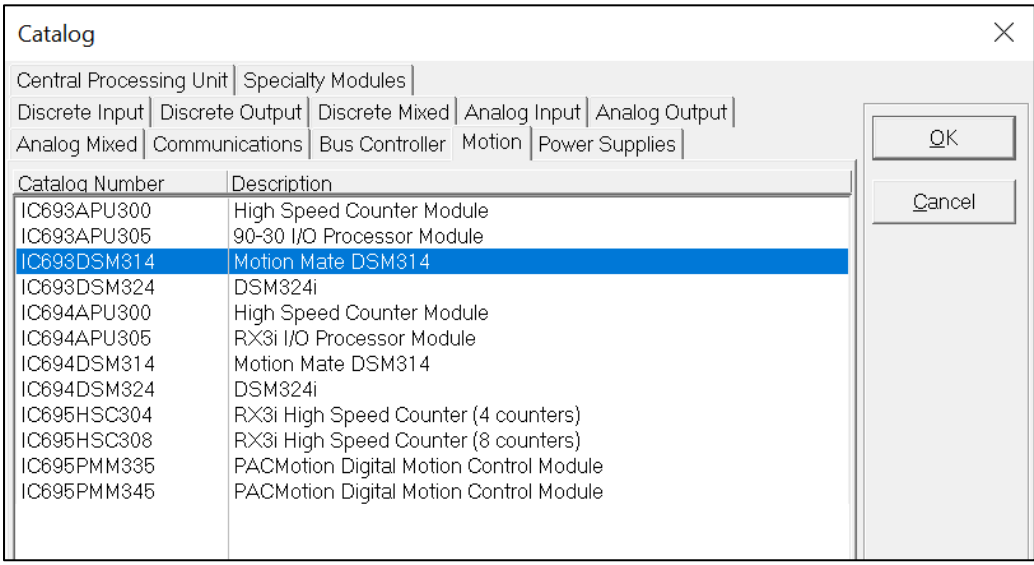 Catalog
Central Processing Unit Specialty Modules
Discrete Input Discrete Output Discrete Mixed Analog Input Analog Output
Analog Mixed Communications Bus Controller Motion Power Supplies
OK
Cancel
Catalog Number Description
IC693APU300 High Speed Counter Module
IC693APU305 90-30 I/O Processor Module
IC693DSM314 Motion Mate DSM314
IC693DSM324 DSM324i
IC694APU300 High Speed Counter Module
IC694APU305 RX3i I/O Processor Module
IC694DSM314 Motion Mate DSM314
IC694DSM324 DSM324i
IC695HSC304 RX3i High Speed Counter (4 counters)
IC695HSC308 RX3i High Speed Counter (8 counters)
IC695PMM335 PACMotion Digital Motion Control Module
IC695PMM345 PACMotion Digital Motion Control Module